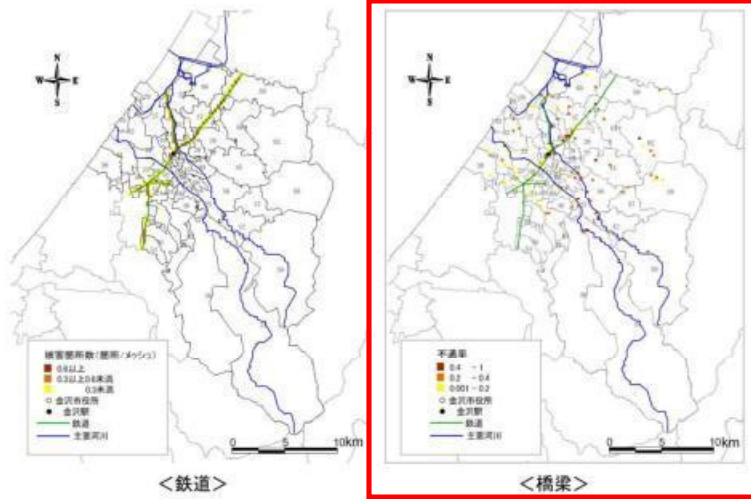 N
W E
S
被害箇所数(箇所/メッシュ)
0.6以上
0.3以上0.6未満
0.3未満
金沢市役所
金沢駅
鉄道
主要河川
0 5 10km
<鉄道>
N
W E
S
不通率
0.4 - 1
0.2 - 0.4
0.001 - 0.2
金沢市役所
金沢駅
鉄道
主要河川
0 5 10km
<橋梁>